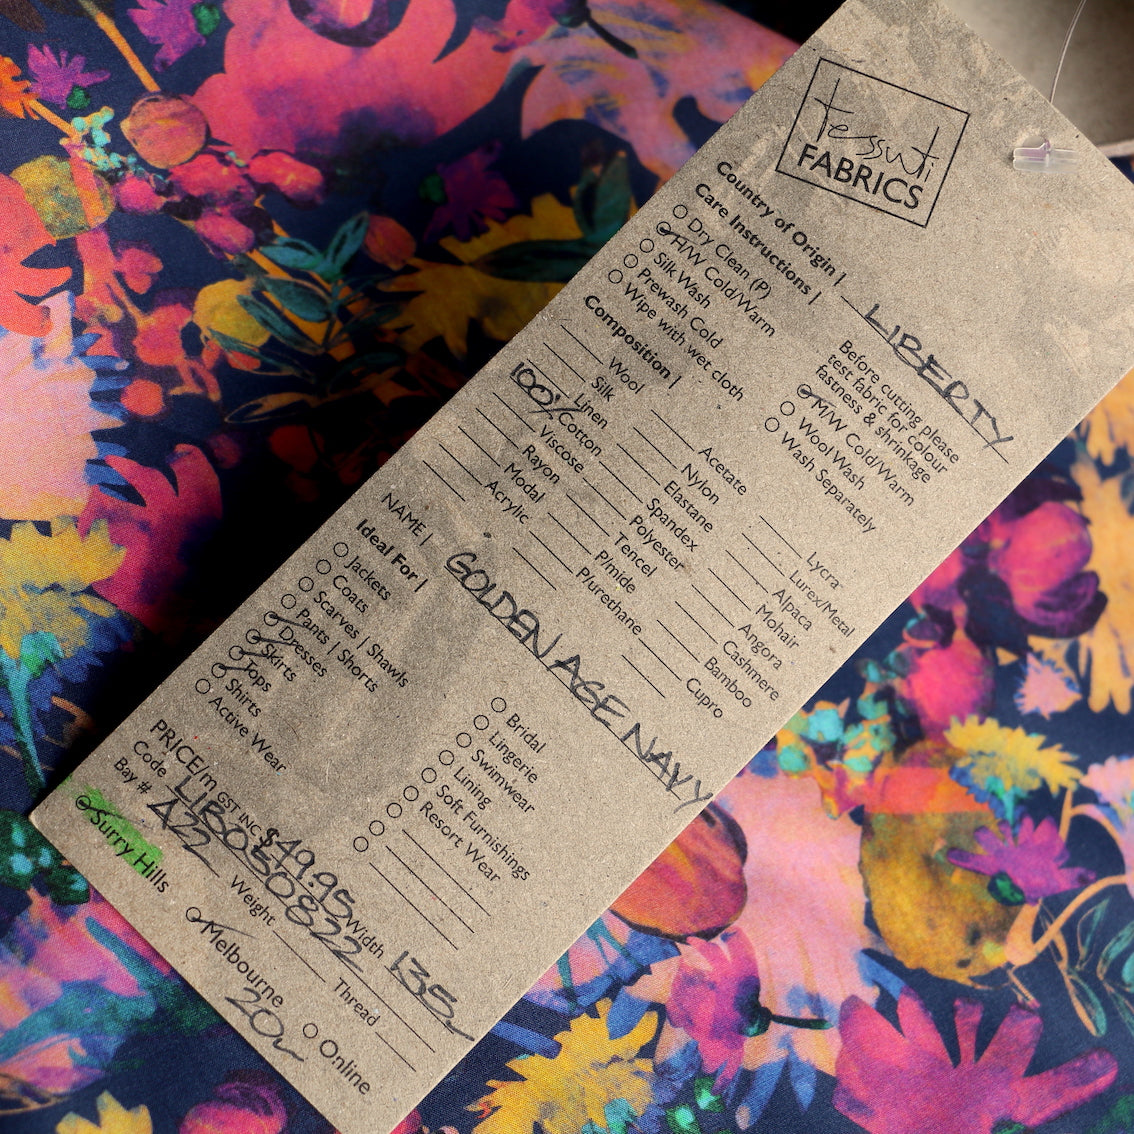 tessuti
FABRICS
Country of Origin | LIBERTY
Care Instructions |
Dry Clean (P)
H/W Cold/Warm
Silk Wash
Prewash Cold
Wipe with wet cloth
Before cutting please
test fabric for colour
fastness & shrinkage
M/W Cold/Warm
Wool Wash
Wash Separately
Composition |
Wool
Silk
Linen
100% Cotton
Viscose
Rayon
Modal
Acrylic
Acetate
Nylon
Elastane
Spandex
Polyester
Tencel
P/mide
P/urethane
Lycra
Lurex/Metal
Alpaca
Mohair
Angora
Cashmere
Bamboo
Cupro
NAME | GOLDEN AGE NAVY
Ideal For |
Jackets
Coats
Scarves | Shawls
Pants | Shorts
Dresses
Skirts
Tops
Shirts
Active Wear
Bridal
Lingerie
Swimwear
Lining
Soft Furnishings
Resort Wear
PRICE/m GST INC $49.95 Width 135
Code LIB0830822
Bay # A22 Weight Thread
Surry Hills Melbourne Online
20